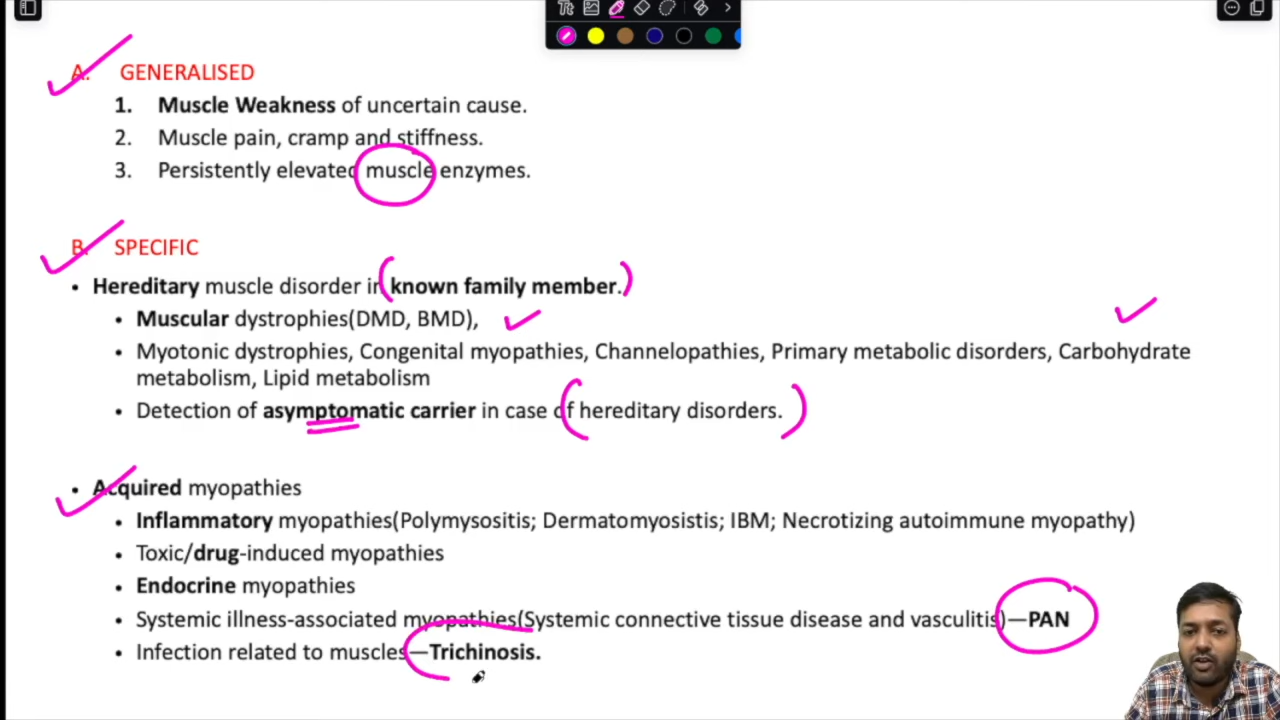 A. GENERALISED
1. Muscle Weakness of uncertain cause.
2. Muscle pain, cramp and stiffness.
3. Persistently elevated muscle enzymes.
B. SPECIFIC
• Hereditary muscle disorder in known family member.
• Muscular dystrophies(DMD, BMD),
• Myotonic dystrophies, Congenital myopathies, Channelopathies, Primary metabolic disorders, Carbohydrate
metabolism, Lipid metabolism
• Detection of asymptomatic carrier in case of hereditary disorders.
• Acquired myopathies
• Inflammatory myopathies(Polymysositis; Dermatomyosistis; IBM; Necrotizing autoimmune myopathy)
• Toxic/drug-induced myopathies
• Endocrine myopathies
• Systemic illness-associated myopathies(Systemic connective tissue disease and vasculitis)—PAN
• Infection related to muscles—Trichinosis.